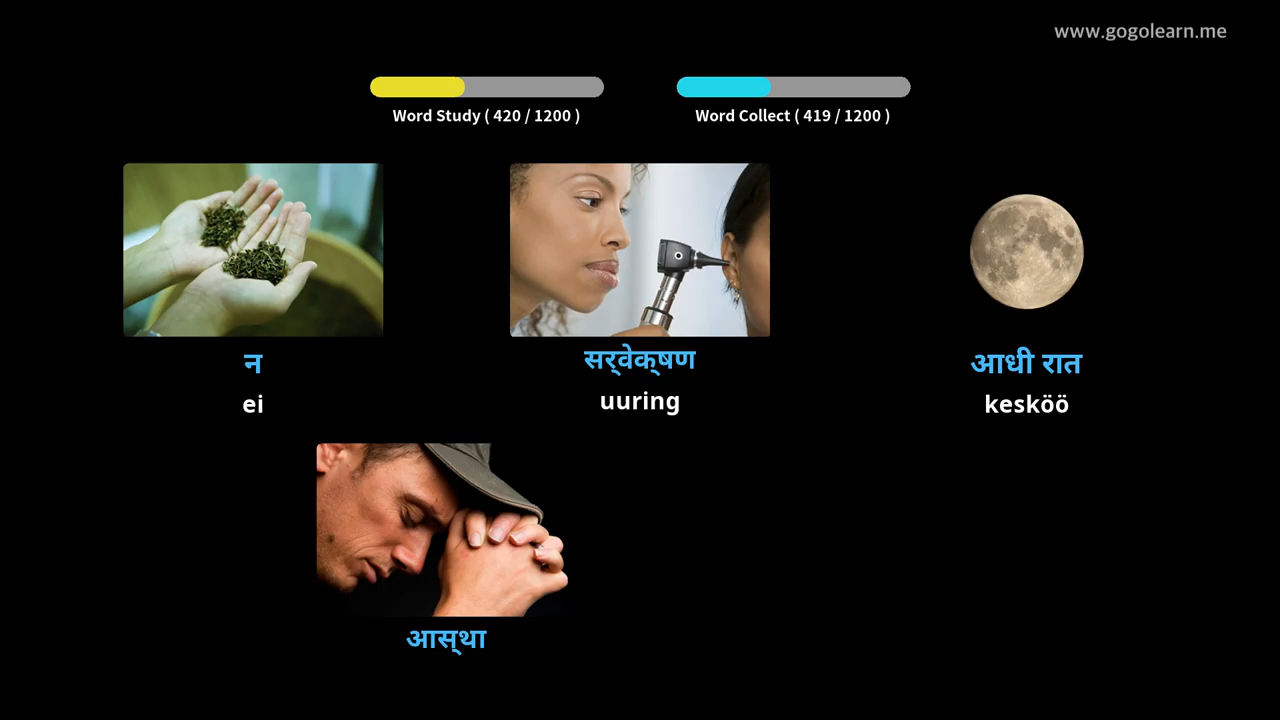 www.gogolearn.me
Word Study ( 420 / 1200 )
Word Collect ( 419 / 1200 )
न
सर्‌वेक्‌षण
आधी रात
ei
uuring
kesköö
आस्‌था